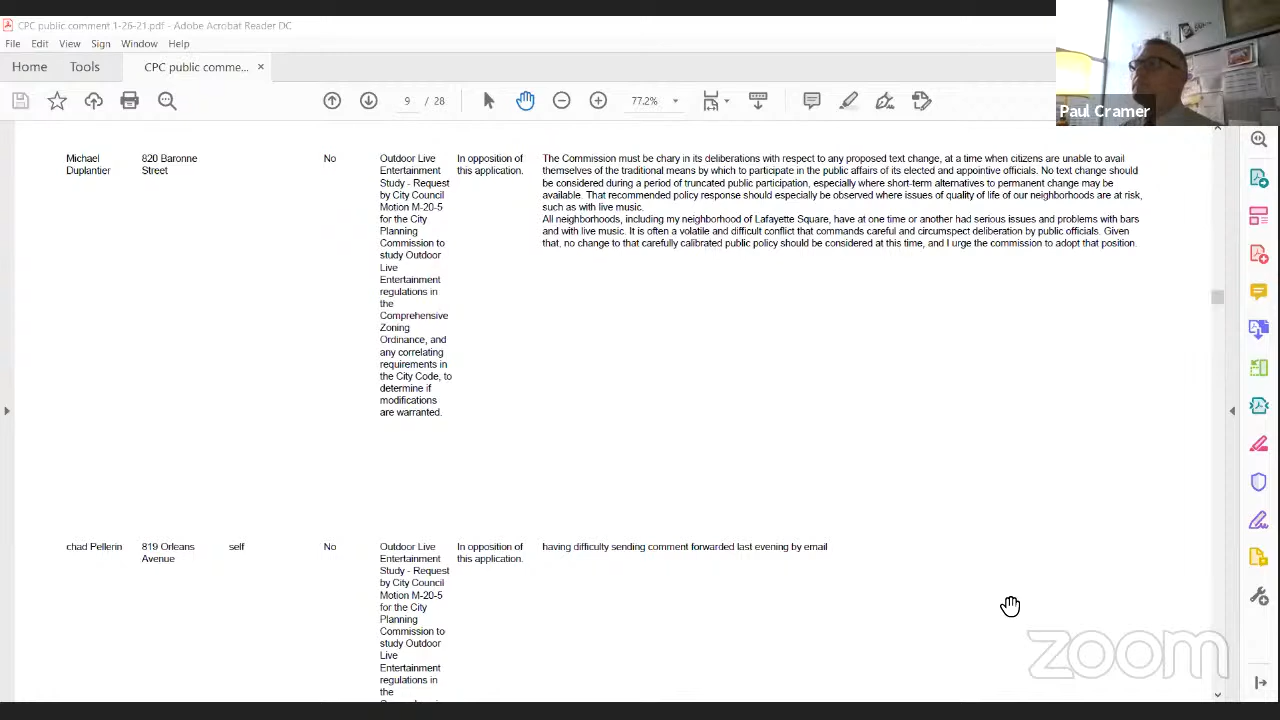 CPC public comment 1-26-21.pdf - Adobe Acrobat Reader DC
File Edit View Sign Window Help
Home Tools CPC public comme... ×
9 / 28 77.2%
Paul Cramer
Michael
Duplantier
820 Baronne
Street
No
Outdoor Live
Entertainment
Study - Request
by City Council
Motion M-20-5
for the City
Planning
Commission to
study Outdoor
Live
Entertainment
regulations in
the
Comprehensive
Zoning
Ordinance, and
any correlating
requirements in
the City Code, to
determine if
modifications
are warranted.
In opposition of
this application.
The Commission must be chary in its deliberations with respect to any proposed text change, at a time when citizens are unable to avail
themselves of the traditional means by which to participate in the public affairs of its elected and appointive officials. No text change should
be considered during a period of truncated public participation, especially where short-term alternatives to permanent change may be
available. That recommended policy response should especially be observed where issues of quality of life of our neighborhoods are at risk,
such as with live music.
All neighborhoods, including my neighborhood of Lafayette Square, have at one time or another had serious issues and problems with bars
and with live music. It is often a volatile and difficult conflict that commands careful and circumspect deliberation by public officials. Given
that, no change to that carefully calibrated public policy should be considered at this time, and I urge the commission to adopt that position.
chad Pellerin
819 Orleans
Avenue
self
No
Outdoor Live
Entertainment
Study - Request
by City Council
Motion M-20-5
for the City
Planning
Commission to
study Outdoor
Live
Entertainment
regulations in
the
In opposition of
this application.
having difficulty sending comment forwarded last evening by email
zoom